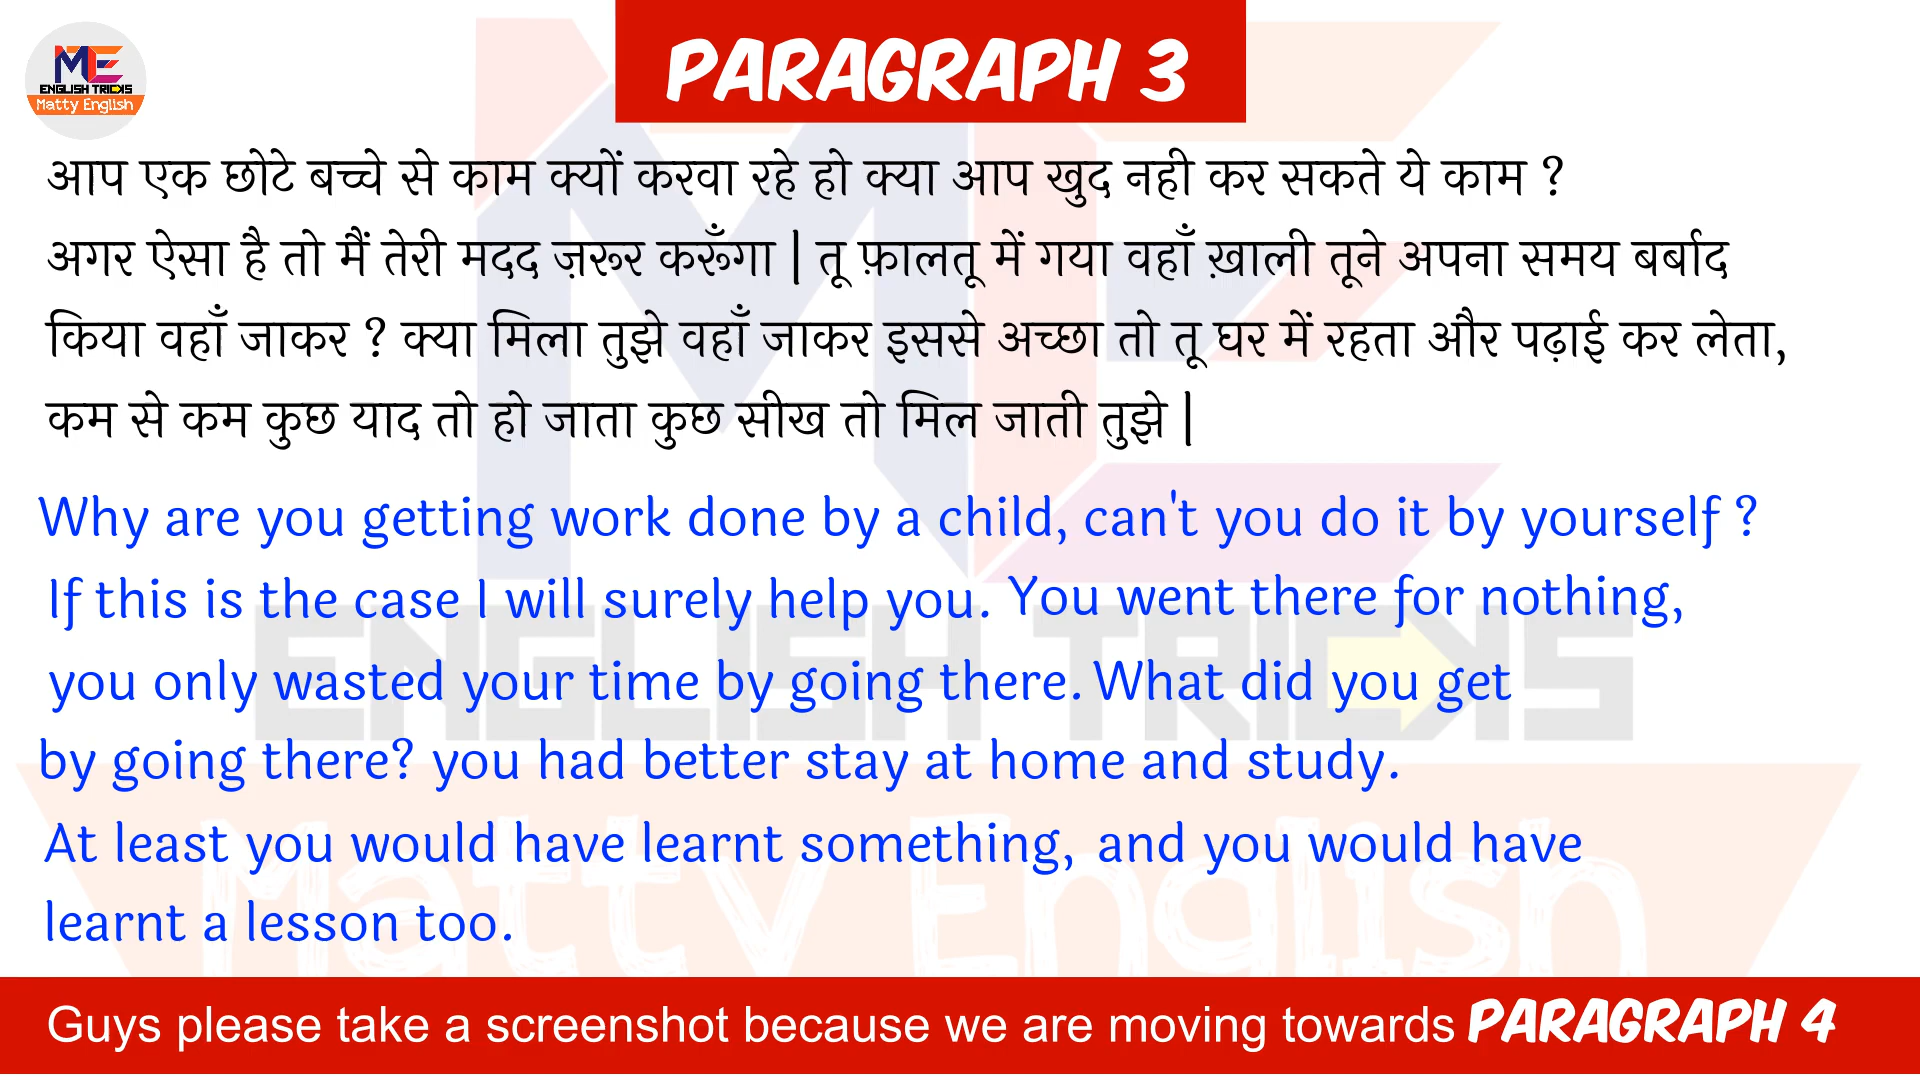 ME
ENGLISH TRICKS
Matty English
PARAGRAPH 3
आप एक छोटे बच्चे से काम क्यों करवा रहे हो क्या आप खुद नही कर सकते ये काम ?
अगर ऐसा है तो मैं तेरी मदद ज़रूर करूँगा | तू फ़ालतू में गया वहाँ ख़ाली तूने अपना समय बर्बाद
किया वहाँ जाकर ? क्या मिला तुझे वहाँ जाकर इससे अच्छा तो तू घर में रहता और पढ़ाई कर लेता,
कम से कम कुछ याद तो हो जाता कुछ सीख तो मिल जाती तुझे |
Why are you getting work done by a child, can't you do it by yourself ?
If this is the case I will surely help you. You went there for nothing,
you only wasted your time by going there. What did you get
by going there? you had better stay at home and study.
At least you would have learnt something, and you would have
learnt a lesson too.
ME
ENGLISH TRICKS
Matty English
Guys please take a screenshot because we are moving towards PARAGRAPH 4